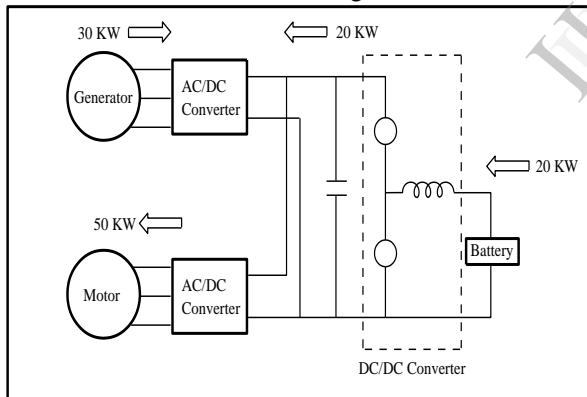 30 KW
20 KW
Generator
AC/DC
Converter
20 KW
50 KW
Motor
AC/DC
Converter
Battery
DC/DC Converter